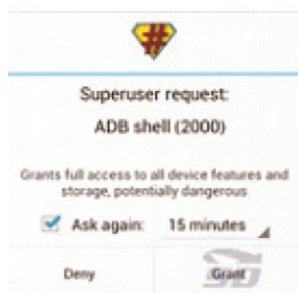 Superuser request:
ADB shell (2000)
Grants full access to all device features and
storage, potentially dangerous
Ask again: 15 minutes
Deny Grant